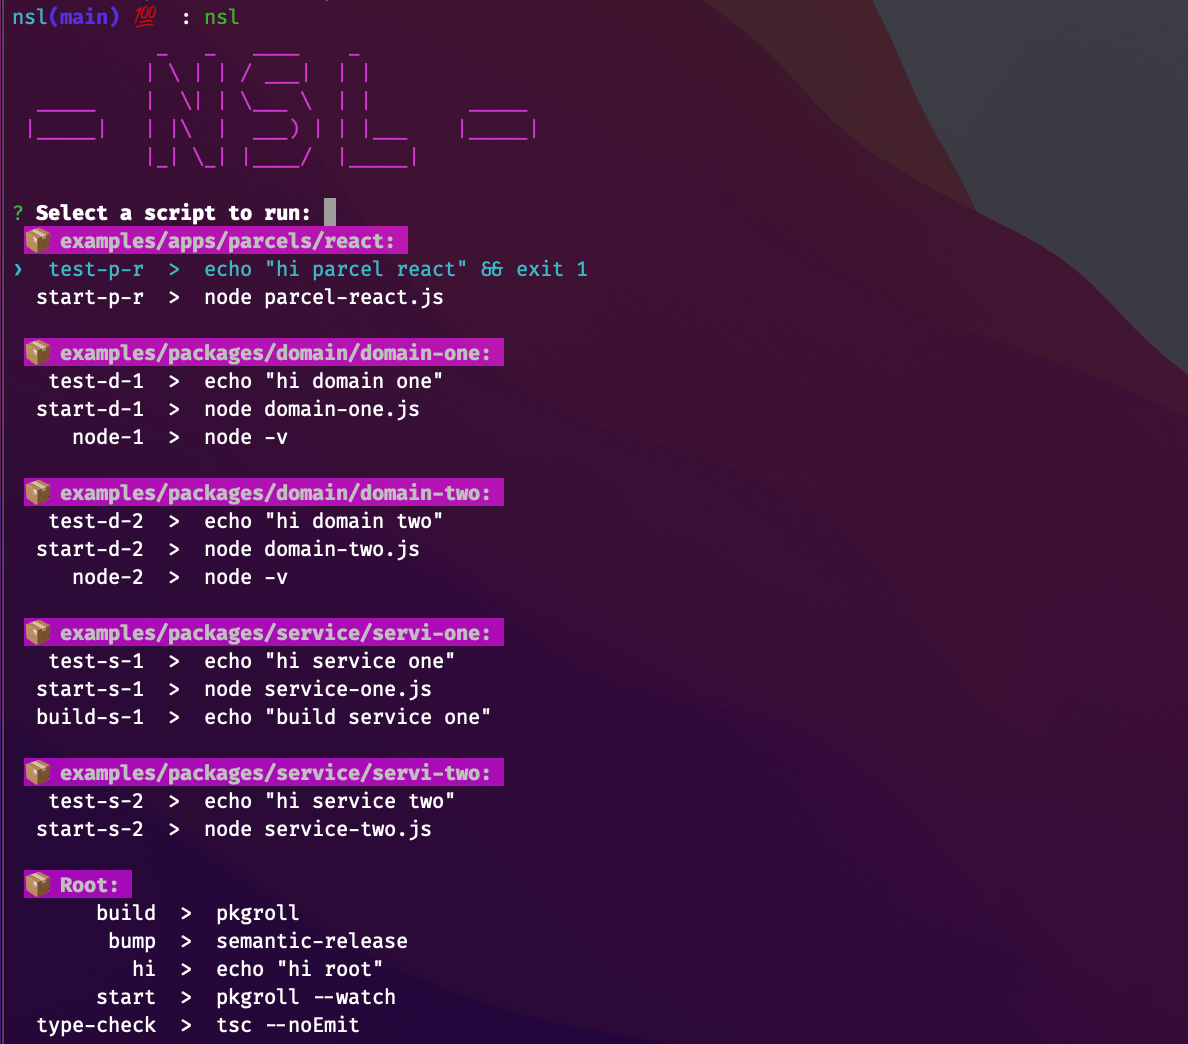 nsl(main) 💯 : nsl
NSL
? Select a script to run:
📦 examples/apps/parcels/react:
❯ test-p-r > echo "hi parcel react" && exit 1
start-p-r > node parcel-react.js
📦 examples/packages/domain/domain-one:
test-d-1 > echo "hi domain one"
start-d-1 > node domain-one.js
node-1 > node -v
📦 examples/packages/domain/domain-two:
test-d-2 > echo "hi domain two"
start-d-2 > node domain-two.js
node-2 > node -v
📦 examples/packages/service/servi-one:
test-s-1 > echo "hi service one"
start-s-1 > node service-one.js
build-s-1 > echo "build service one"
📦 examples/packages/service/servi-two:
test-s-2 > echo "hi service two"
start-s-2 > node service-two.js
📦 Root:
build > pkgroll
bump > semantic-release
hi > echo "hi root"
start > pkgroll --watch
type-check > tsc --noEmit